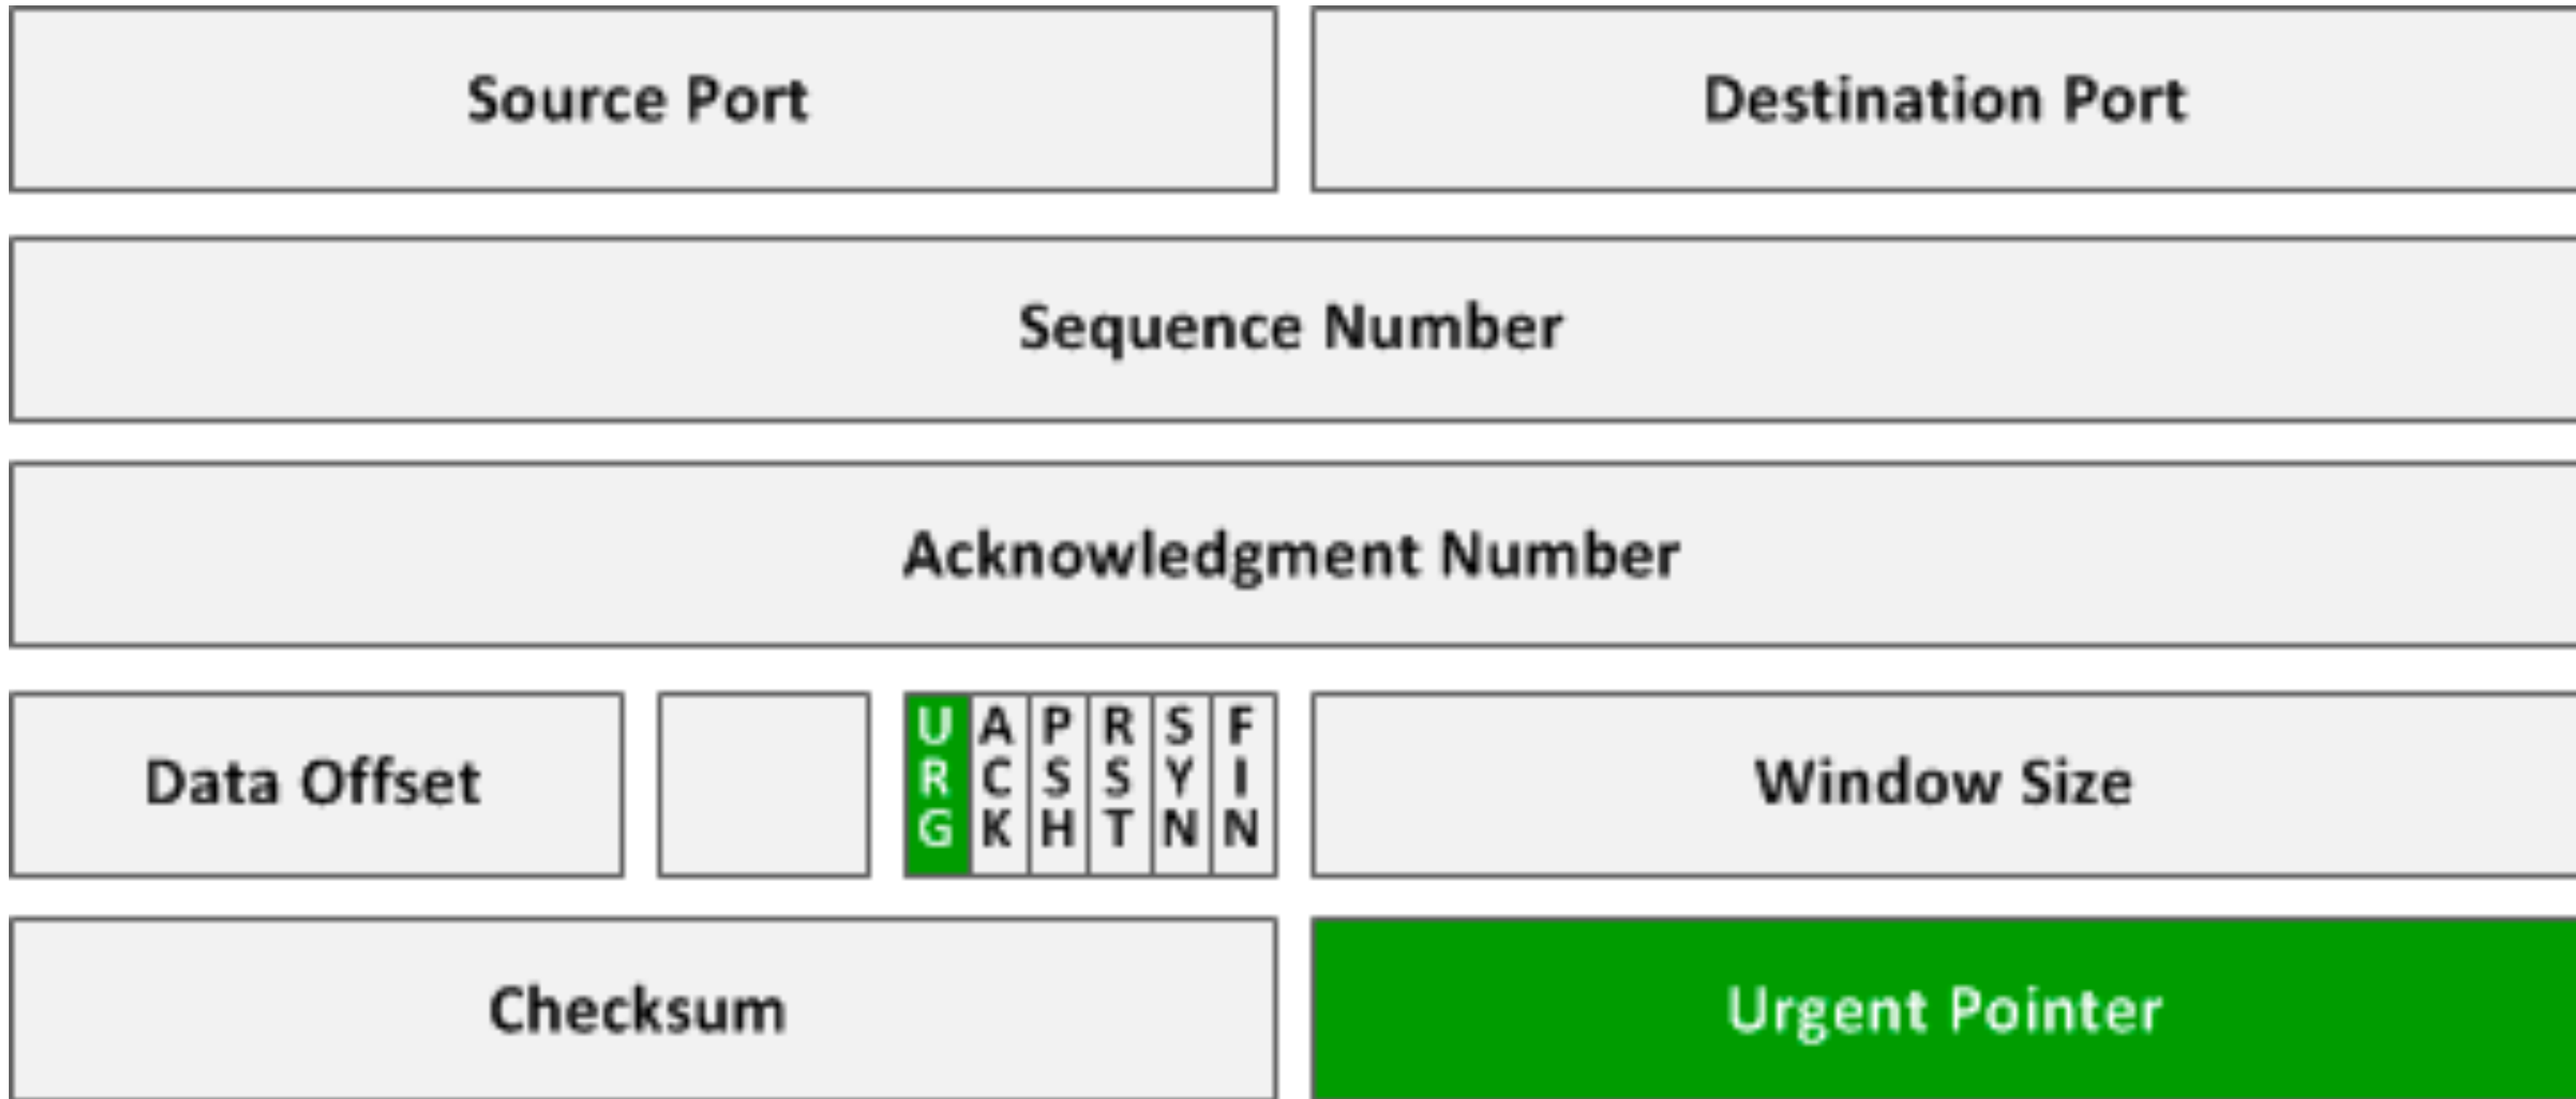 Source Port
Destination Port
Sequence Number
Acknowledgment Number
Data Offset
URG
ACK
PSH
RST
SYN
FIN
Window Size
Checksum
Urgent Pointer